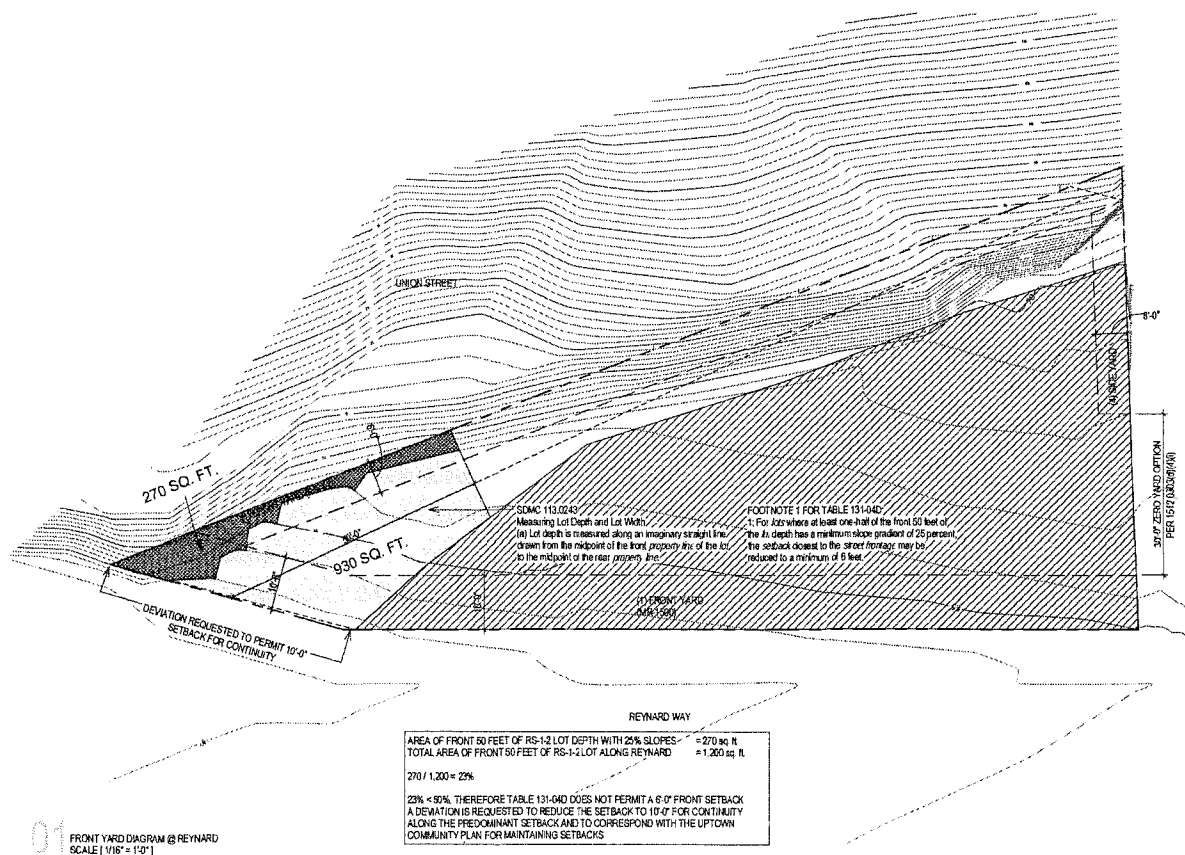 UNION STREET
8'-0"
(4) SIDE YARD
270 SQ. FT.
6'-0"
930 SQ. FT.
SDMC 113.0243
Measuring Lot Depth and Lot Width
(a) Lot depth is measured along an imaginary straight line
drawn from the midpoint of the front property line of the lot
to the midpoint of the rear property line.
FOOTNOTE 1 FOR TABLE 131-04D:
1: For lots where at least one-half of the front 50 feet of
the lot depth has a minimum slope gradient of 25 percent,
the setback closest to the street frontage may be
reduced to a minimum of 6 feet.
30'-0" ZERO YARD OPTION
PER
10'-0"
(1) FRONT YARD
(MR-1500)
DEVIATION REQUESTED TO PERMIT 10'-0"
SETBACK FOR CONTINUITY
REYNARD WAY
AREA OF FRONT 50 FEET OF RS-1-2 LOT DEPTH WITH 25% SLOPES = 270 sq. ft.
TOTAL AREA OF FRONT 50 FEET OF RS-1-2 LOT ALONG REYNARD = 1,200 sq. ft.
270 / 1,200 = 23%
23% < 50%, THEREFORE TABLE 131-04D DOES NOT PERMIT A 6'-0" FRONT SETBACK
A DEVIATION IS REQUESTED TO REDUCE THE SETBACK TO 10'-0" FOR CONTINUITY
ALONG THE PREDOMINANT SETBACK AND TO CORRESPOND WITH THE UPTOWN
COMMUNITY PLAN FOR MAINTAINING SETBACKS
01 FRONT YARD DIAGRAM @ REYNARD
SCALE [ 1/16" = 1'-0" ]